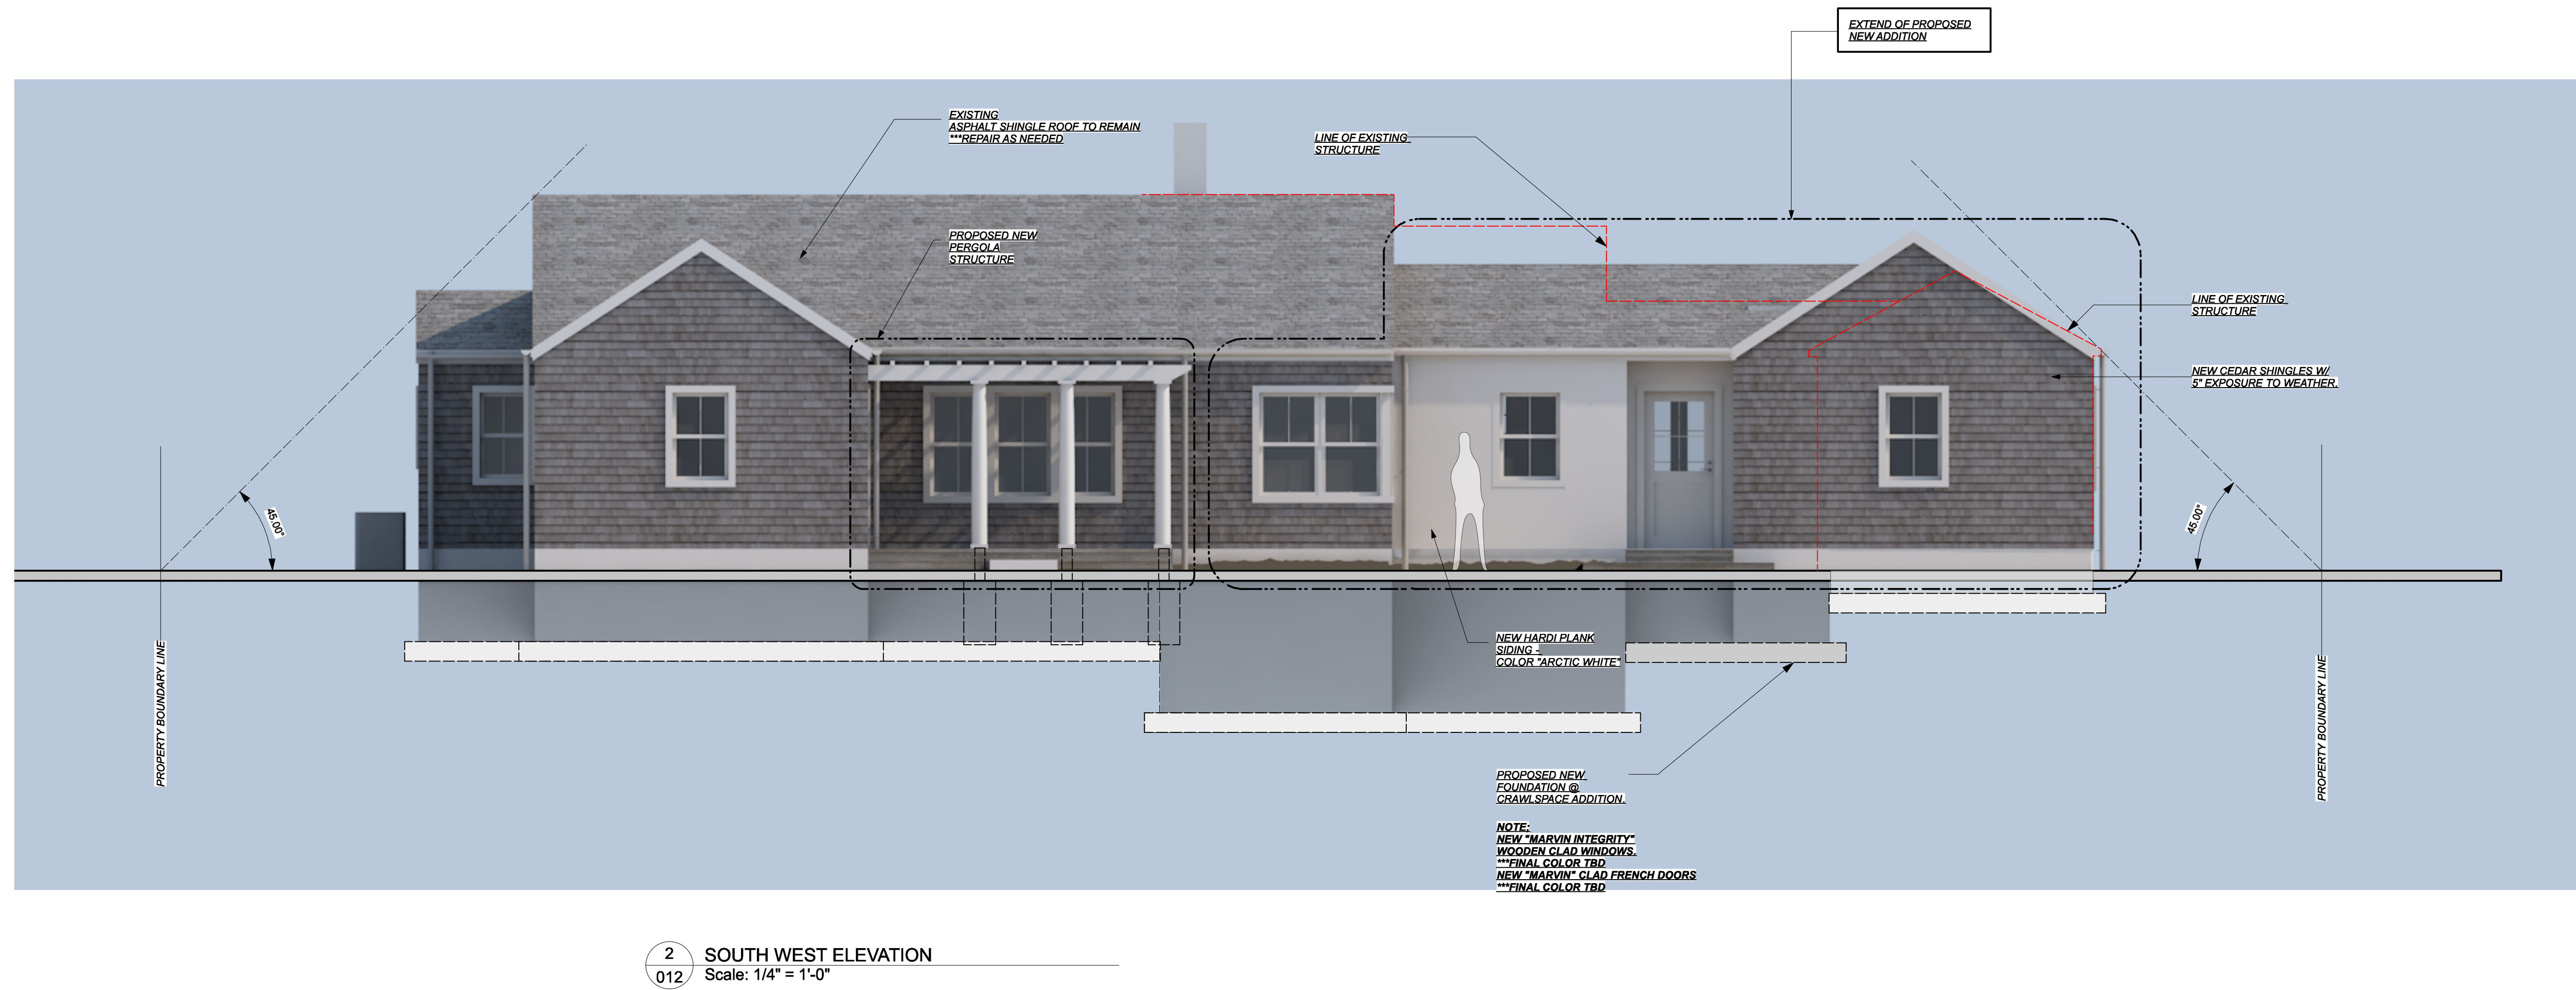 EXTEND OF PROPOSED
NEW ADDITION
EXISTING
ASPHALT SHINGLE ROOF TO REMAIN
***REPAIR AS NEEDED
LINE OF EXISTING
STRUCTURE
PROPOSED NEW
PERGOLA
STRUCTURE
LINE OF EXISTING
STRUCTURE
NEW CEDAR SHINGLES W/
5" EXPOSURE TO WEATHER.
45.00°
45.00°
PROPERTY BOUNDARY LINE
NEW HARDI PLANK
SIDING -
COLOR "ARCTIC WHITE"
PROPERTY BOUNDARY LINE
PROPOSED NEW
FOUNDATION @
CRAWLSPACE ADDITION.
NOTE:
NEW "MARVIN INTEGRITY"
WOODEN CLAD WINDOWS.
***FINAL COLOR TBD
NEW "MARVIN" CLAD FRENCH DOORS
***FINAL COLOR TBD
2
012
SOUTH WEST ELEVATION
Scale: 1/4" = 1'-0"